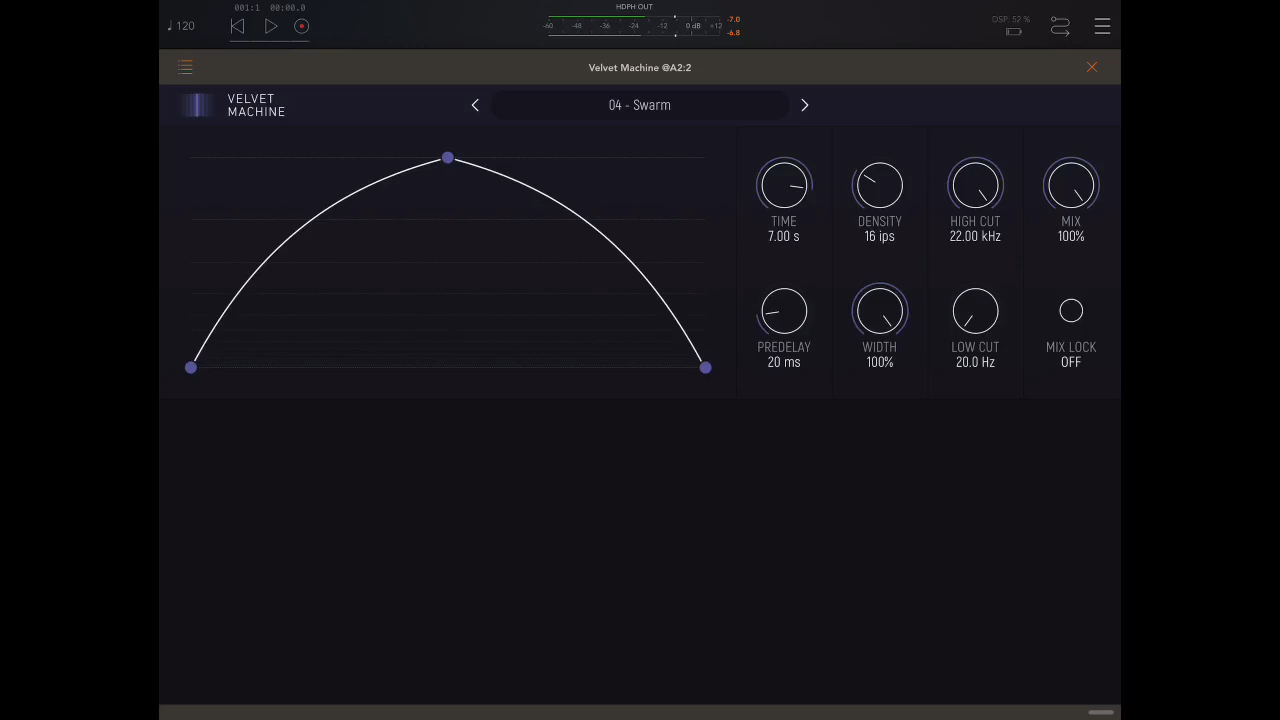 HDPH OUT
001:1 00:00.0
120
-60 -48 -36 -24 -12 0 dB +12
-7.0
-6.8
DSP: 52 %
Velvet Machine @A2:2
VELVET
MACHINE
04 - Swarm
TIME
7.00 s
DENSITY
16 ips
HIGH CUT
22.00 kHz
MIX
100%
PREDELAY
20 ms
WIDTH
100%
LOW CUT
20.0 Hz
MIX LOCK
OFF